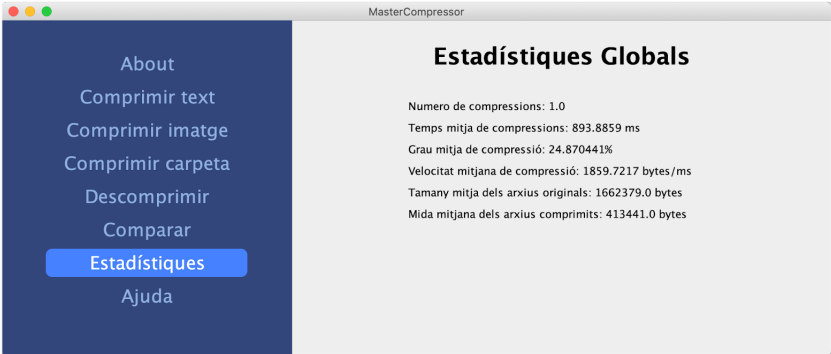 MasterCompressor
About
Comprimir text
Comprimir imatge
Comprimir carpeta
Descomprimir
Comparar
Estadístiques
Ajuda
Estadístiques Globals
Numero de compressions: 1.0
Temps mitja de compressions: 893.8859 ms
Grau mitja de compressió: 24.870441%
Velocitat mitjana de compressió: 1859.7217 bytes/ms
Tamany mitja dels arxius originals: 1662379.0 bytes
Mida mitjana dels arxius comprimits: 413441.0 bytes